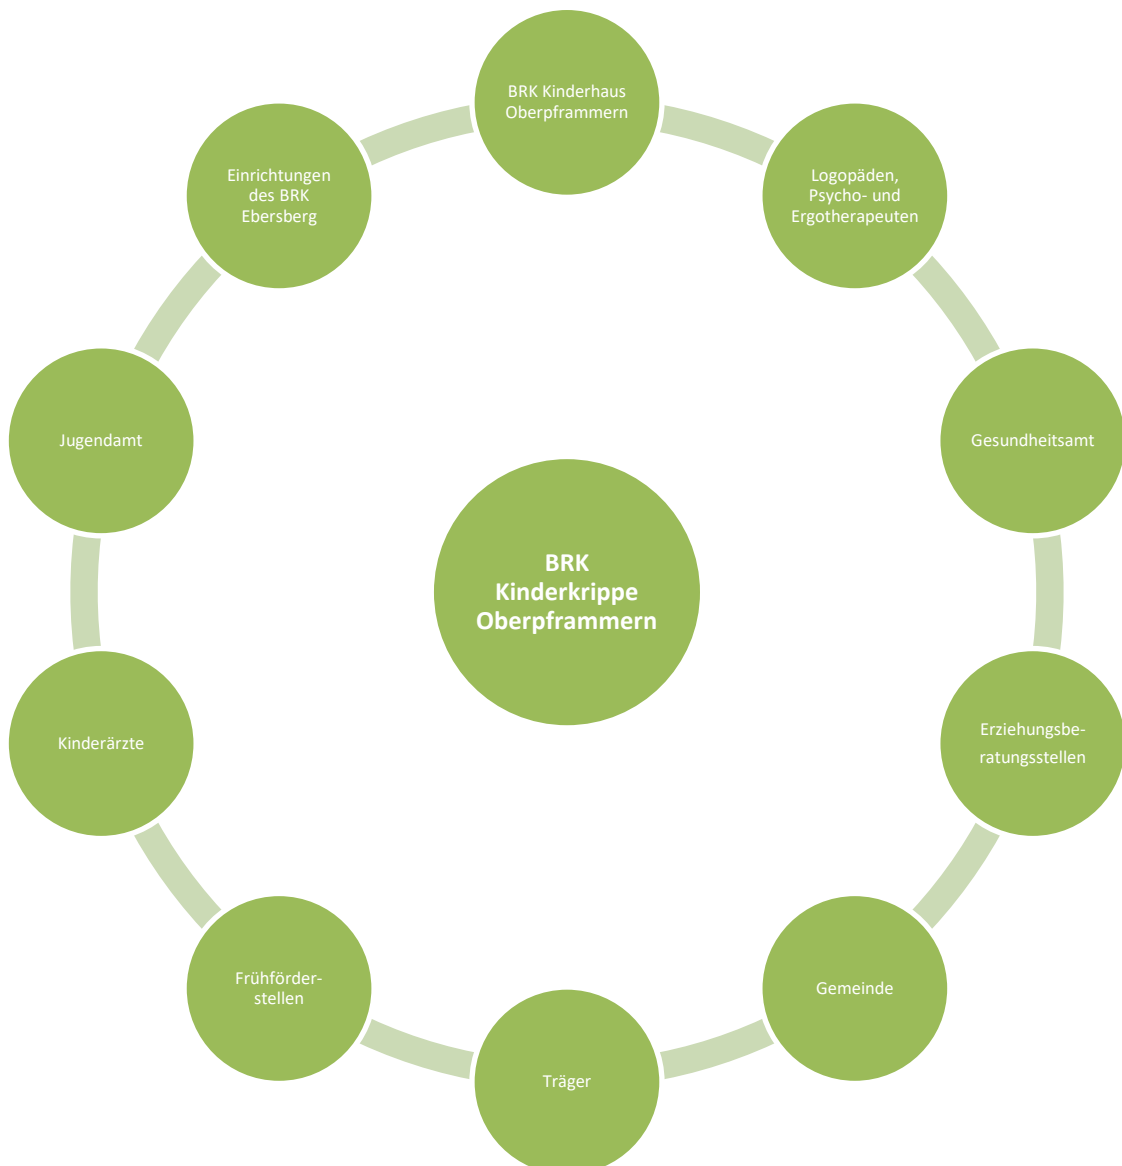 BRK Kinderhaus
Oberpframmern
Logopäden,
Psycho- und
Ergotherapeuten
Gesundheitsamt
Erziehungsbe-
ratungsstellen
Gemeinde
Träger
Frühförder-
stellen
Kinderärzte
Jugendamt
Einrichtungen
des BRK
Ebersberg
BRK
Kinderkrippe
Oberpframmern